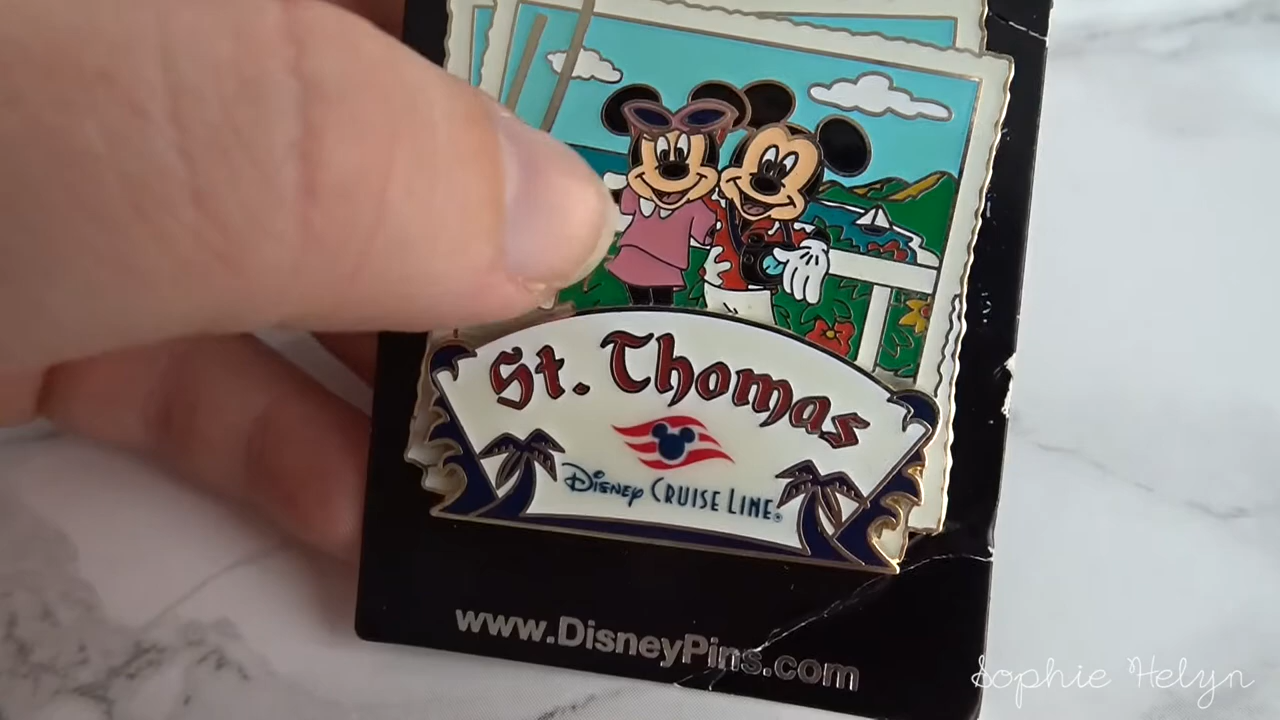 St. Thomas
Disney CRUISE LINE®
www.DisneyPins.com
Sophie Helyn